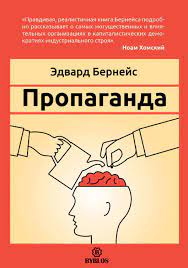 «Правдивая, реалистичная книга Бернейса подроб-
но рассказывает о самых могущественных и влия-
тельных организациях в капиталистических демо-
кратиях индустриального строя».
Ноам Хомский
Эдвард Бернейс
Пропаганда
BYBLOS